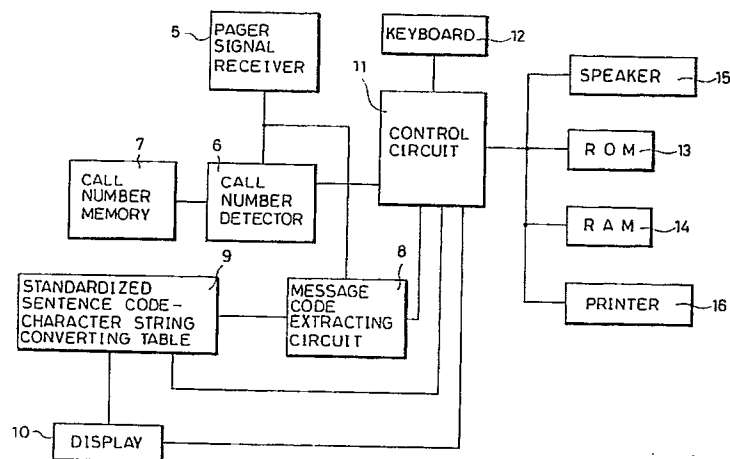 5
PAGER
SIGNAL
RECEIVER
KEYBOARD
12
11
CONTROL
CIRCUIT
SPEAKER
15
ROM
13
RAM
14
PRINTER
16
7
CALL
NUMBER
MEMORY
6
CALL
NUMBER
DETECTOR
9
STANDARDIZED
SENTENCE CODE-
CHARACTER STRING
CONVERTING TABLE
8
MESSAGE
CODE
EXTRACTING
CIRCUIT
10
DISPLAY